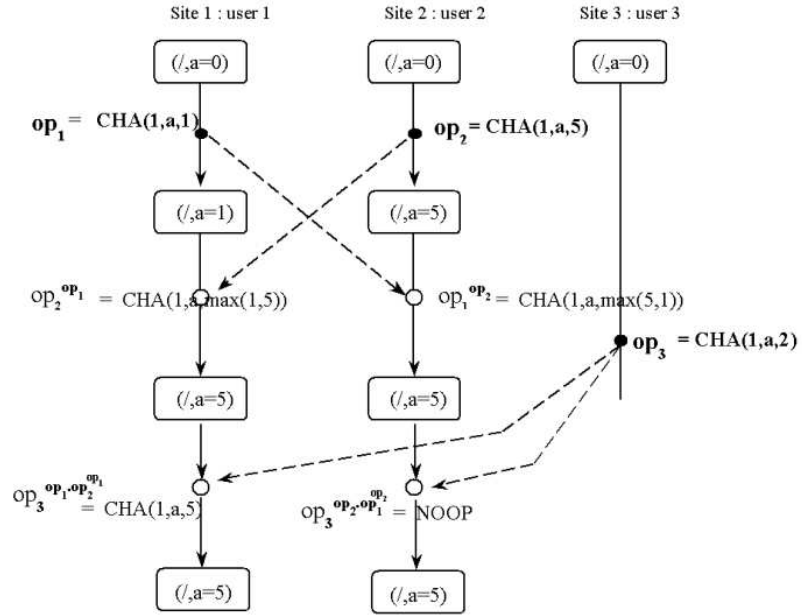 Site 1 : user 1 Site 2 : user 2 Site 3 : user 3
(/,a=0) (/,a=0) (/,a=0)
op1 = CHA(1,a,1) op2 = CHA(1,a,5)
(/,a=1) (/,a=5)
op2^op1 = CHA(1,a,max(1,5)) op1^op2 = CHA(1,a,max(5,1))
op3 = CHA(1,a,2)
(/,a=5) (/,a=5)
op3^op1.op2^op1 = CHA(1,a,5) op3^op2.op1^op2 = NOOP
(/,a=5) (/,a=5)